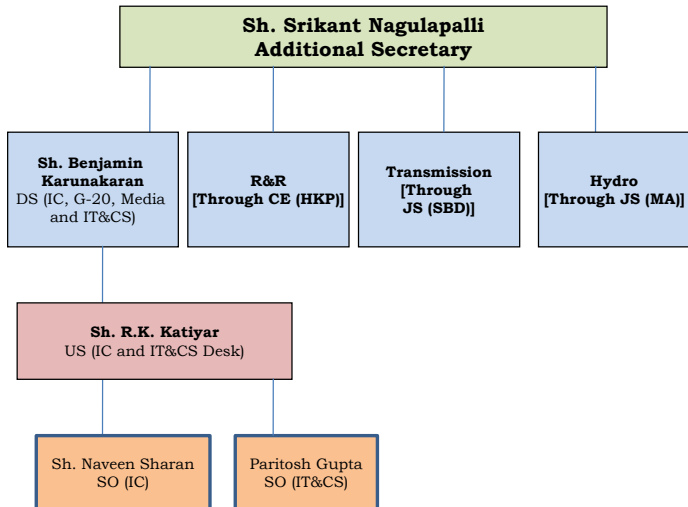 Sh. Srikant Nagulapalli
Additional Secretary
Sh. Benjamin
Karunakaran
DS (IC, G-20, Media
and IT&CS)
R&R
[Through CE (HKP)]
Transmission
[Through
JS (SBD)]
Hydro
[Through JS (MA)]
Sh. R.K. Katiyar
US (IC and IT&CS Desk)
Sh. Naveen Sharan
SO (IC)
Paritosh Gupta
SO (IT&CS)